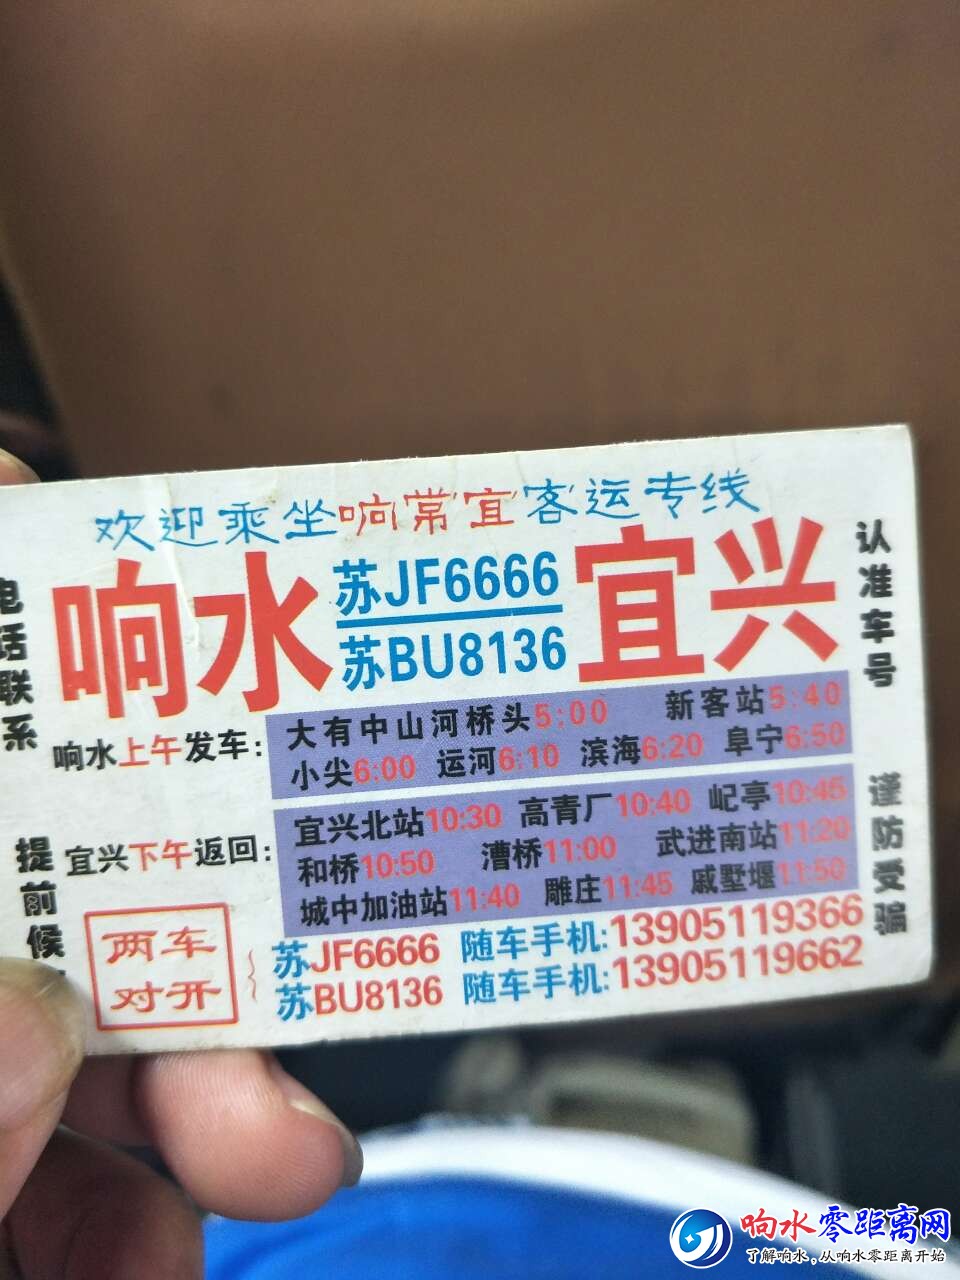 欢迎乘坐响常宜客运专线
响水 苏JF6666 宜兴
苏BU8136
响水上午发车：
大有中山河桥头5:00 新客站5:40
小尖6:00 运河6:10 滨海6:20 阜宁6:50
宜兴下午返回：
宜兴北站10:30 高青厂10:40 屺亭10:45
和桥10:50 漕桥11:00 武进南站11:20
城中加油站11:40 雕庄11:45 戚墅堰11:50
两车
对开
苏JF6666 随车手机:13905119366
苏BU8136 随车手机:13905119662
电话联系
提前候
认准车号
谨防受骗
响水零距离网
了解响水，从响水零距离开始